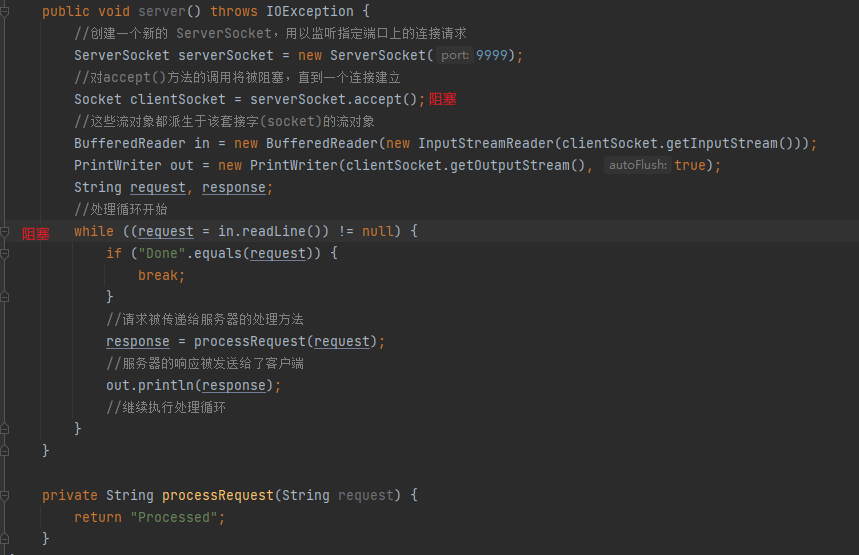 public void server() throws IOException {
//创建一个新的 ServerSocket，用以监听指定端口上的连接请求
ServerSocket serverSocket = new ServerSocket( port: 9999);
//对accept()方法的调用将被阻塞，直到一个连接建立
Socket clientSocket = serverSocket.accept(); 阻塞
//这些流对象都派生于该套接字(socket)的流对象
BufferedReader in = new BufferedReader(new InputStreamReader(clientSocket.getInputStream()));
PrintWriter out = new PrintWriter(clientSocket.getOutputStream(), autoFlush: true);
String request, response;
//处理循环开始
阻塞 while ((request = in.readLine()) != null) {
if ("Done".equals(request)) {
break;
}
//请求被传递给服务器的处理方法
response = processRequest(request);
//服务器的响应被发送给了客户端
out.println(response);
//继续执行处理循环
}
}
private String processRequest(String request) {
return "Processed";
}